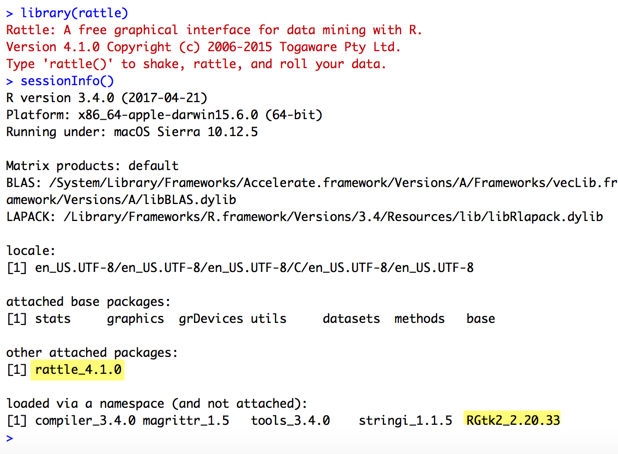 > library(rattle)
Rattle: A free graphical interface for data mining with R.
Version 4.1.0 Copyright (c) 2006-2015 Togaware Pty Ltd.
Type 'rattle()' to shake, rattle, and roll your data.
> sessionInfo()
R version 3.4.0 (2017-04-21)
Platform: x86_64-apple-darwin15.6.0 (64-bit)
Running under: macOS Sierra 10.12.5

Matrix products: default
BLAS: /System/Library/Frameworks/Accelerate.framework/Versions/A/Frameworks/vecLib.fr
amework/Versions/A/libBLAS.dylib
LAPACK: /Library/Frameworks/R.framework/Versions/3.4/Resources/lib/libRlapack.dylib

locale:
[1] en_US.UTF-8/en_US.UTF-8/en_US.UTF-8/C/en_US.UTF-8/en_US.UTF-8

attached base packages:
[1] stats     graphics  grDevices utils     datasets  methods   base

other attached packages:
[1] rattle_4.1.0

loaded via a namespace (and not attached):
[1] compiler_3.4.0 magrittr_1.5   tools_3.4.0    stringi_1.1.5  RGtk2_2.20.33
>